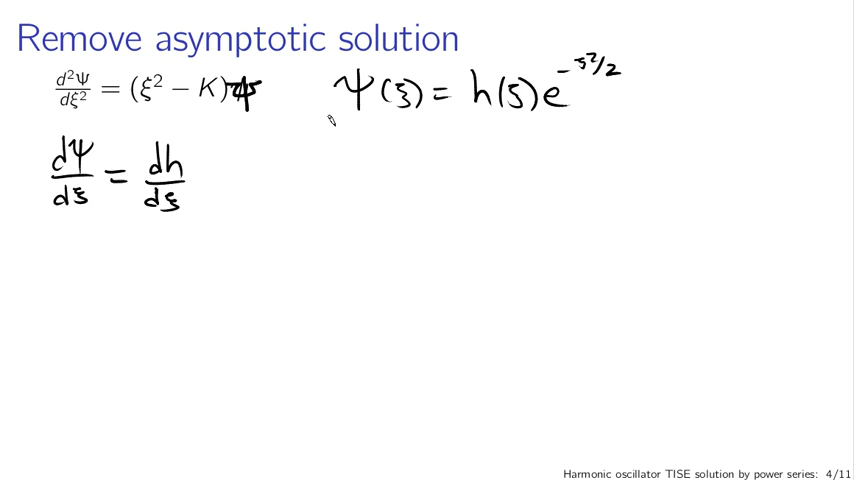 Remove asymptotic solution
d²Ψ/dξ² = (ξ² − K)ψ
ψ(ξ) = h(ξ)e^{-ξ²/2}
dψ/dξ = dh/dξ
Harmonic oscillator TISE solution by power series: 4/11